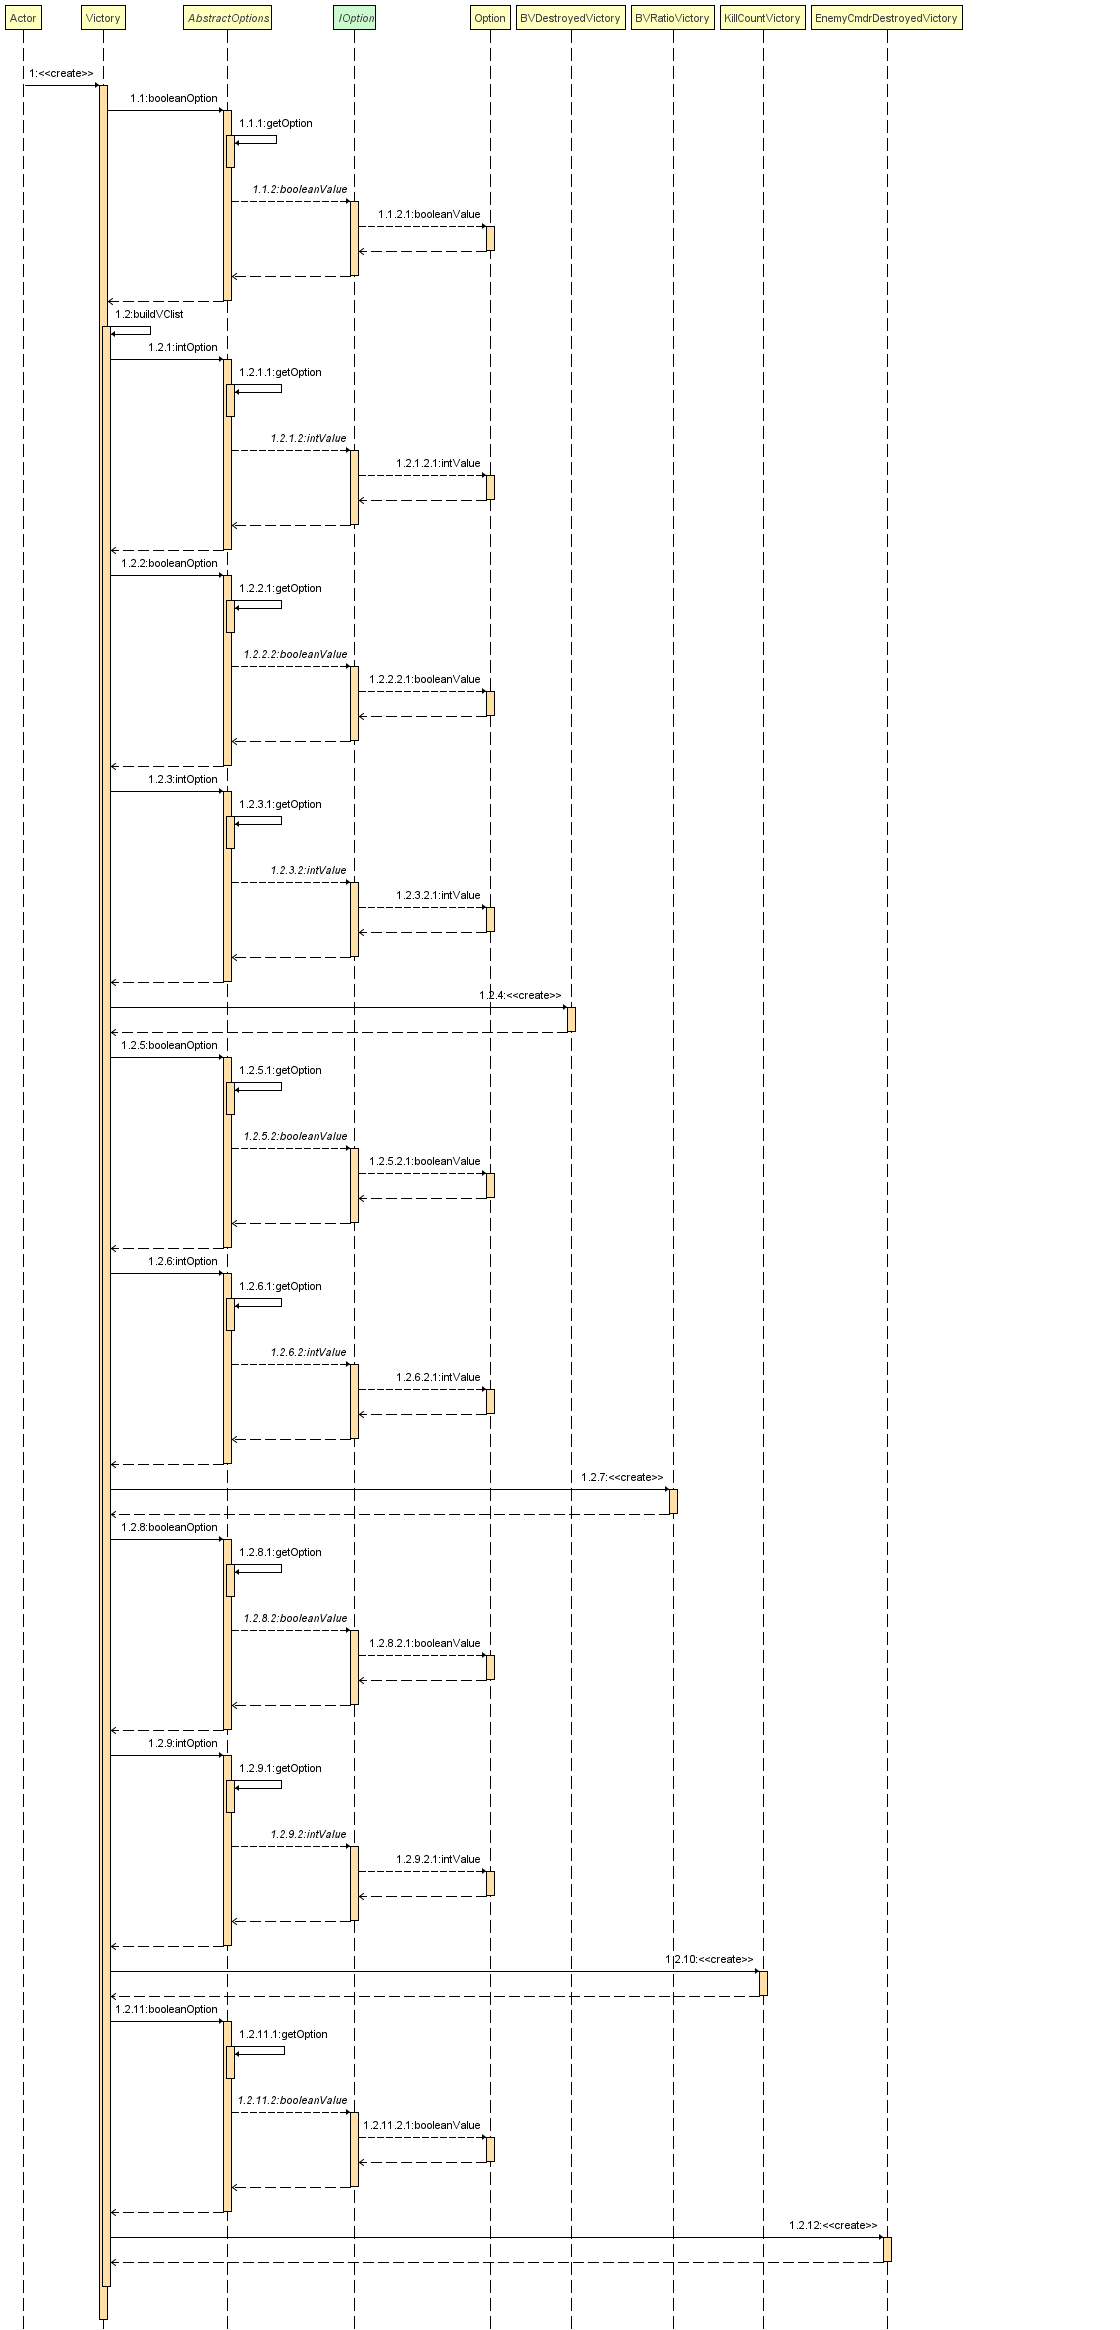 Actor
Victory
AbstractOptions
IOption
Option
BVDestroyedVictory
BVRatioVictory
KillCountVictory
EnemyCmdrDestroyedVictory
1:<<create>>
1.1:booleanOption
1.1.1:getOption
1.1.2:booleanValue
1.1.2.1:booleanValue
1.2:buildVClist
1.2.1:intOption
1.2.1.1:getOption
1.2.1.2:intValue
1.2.1.2.1:intValue
1.2.2:booleanOption
1.2.2.1:getOption
1.2.2.2:booleanValue
1.2.2.2.1:booleanValue
1.2.3:intOption
1.2.3.1:getOption
1.2.3.2:intValue
1.2.3.2.1:intValue
1.2.4:<<create>>
1.2.5:booleanOption
1.2.5.1:getOption
1.2.5.2:booleanValue
1.2.5.2.1:booleanValue
1.2.6:intOption
1.2.6.1:getOption
1.2.6.2:intValue
1.2.6.2.1:intValue
1.2.7:<<create>>
1.2.8:booleanOption
1.2.8.1:getOption
1.2.8.2:booleanValue
1.2.8.2.1:booleanValue
1.2.9:intOption
1.2.9.1:getOption
1.2.9.2:intValue
1.2.9.2.1:intValue
1.2.10:<<create>>
1.2.11:booleanOption
1.2.11.1:getOption
1.2.11.2:booleanValue
1.2.11.2.1:booleanValue
1.2.12:<<create>>